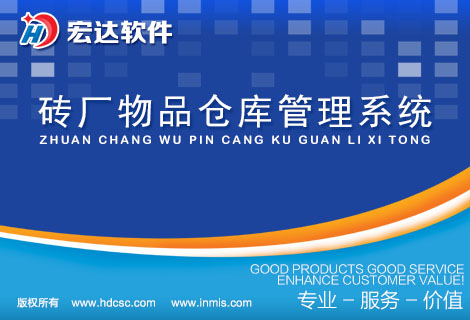 HD 宏达软件
砖厂物品仓库管理系统
ZHUAN CHANG WU PIN CANG KU GUAN LI XI TONG
GOOD PRODUCTS GOOD SERVICE
ENHANCE CUSTOMER VALUE!
版权所有 www.hdcsc.com www.inmis.com 专业 – 服务 – 价值